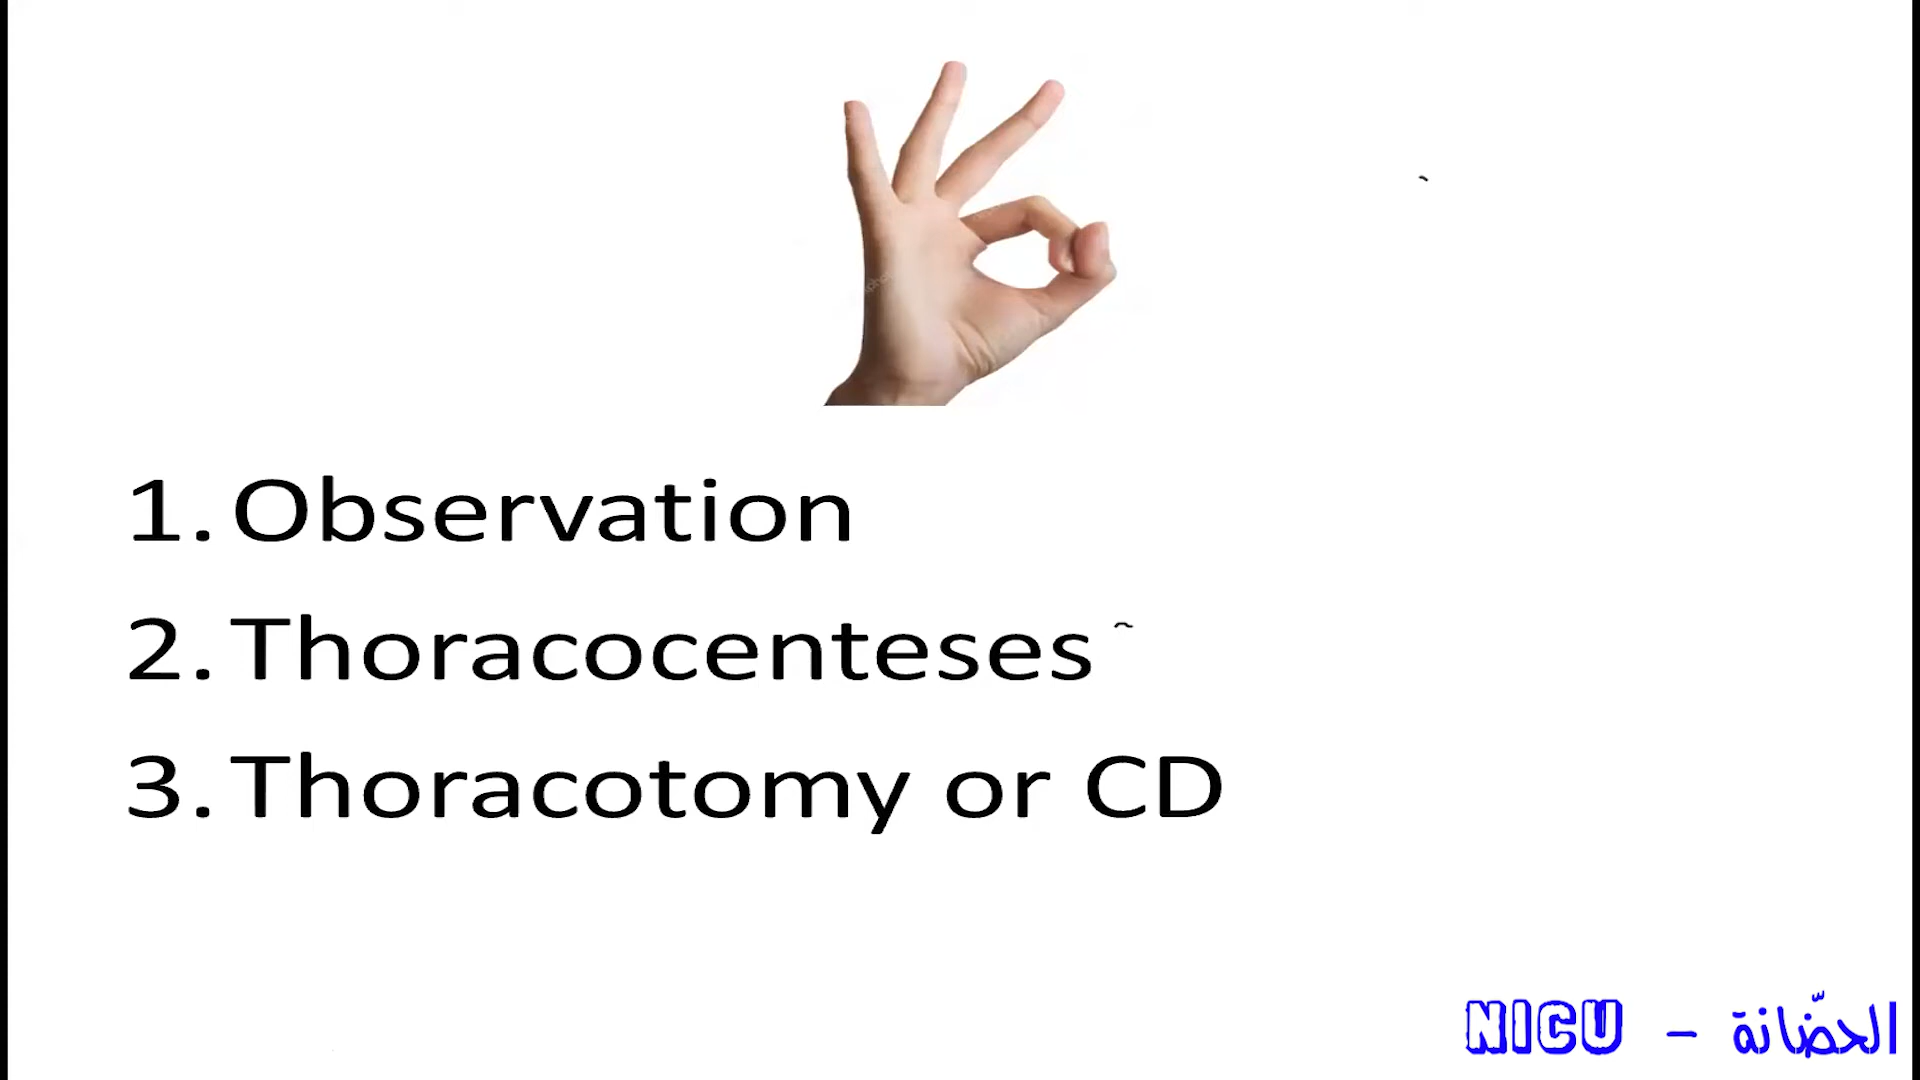 1. Observation
2. Thoracocenteses
3. Thoracotomy or CD
NICU - الحضّانة